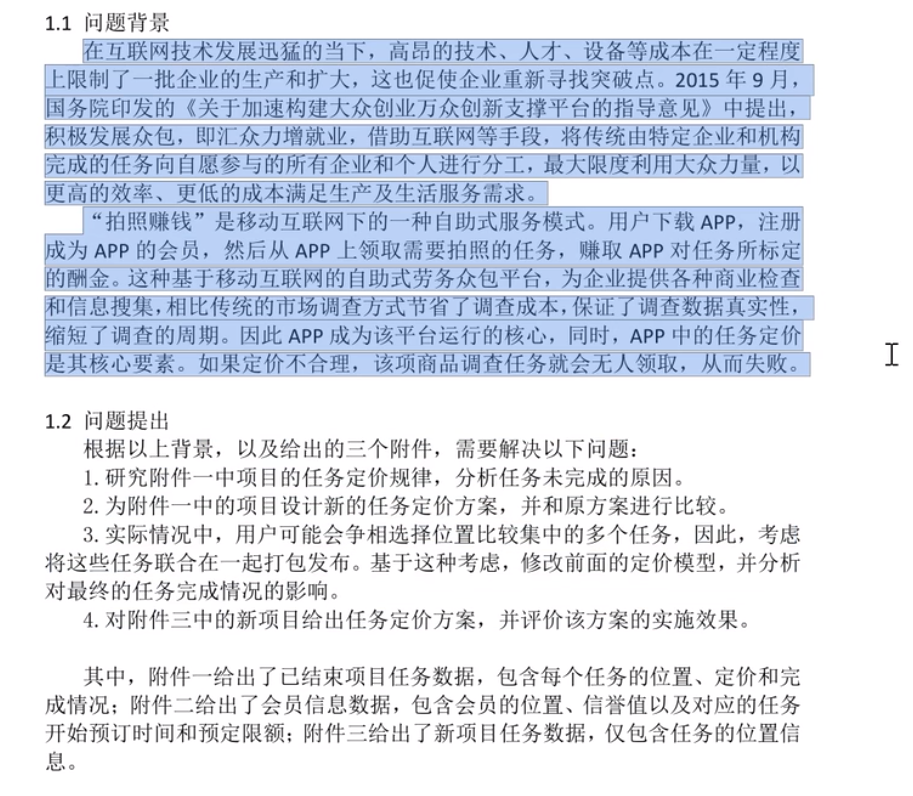 1.1 问题背景
在互联网技术发展迅猛的当下，高昂的技术、人才、设备等成本在一定程度
上限制了一批企业的生产和扩大，这也促使企业重新寻找突破点。2015 年 9 月，
国务院印发的《关于加速构建大众创业万众创新支撑平台的指导意见》中提出，
积极发展众包，即汇众力增就业，借助互联网等手段，将传统由特定企业和机构
完成的任务向自愿参与的所有企业和个人进行分工，最大限度利用大众力量，以
更高的效率、更低的成本满足生产及生活服务需求。
“拍照赚钱”是移动互联网下的一种自助式服务模式。用户下载 APP，注册
成为 APP 的会员，然后从 APP 上领取需要拍照的任务，赚取 APP 对任务所标定
的酬金。这种基于移动互联网的自助式劳务众包平台，为企业提供各种商业检查
和信息搜集，相比传统的市场调查方式节省了调查成本，保证了调查数据真实性，
缩短了调查的周期。因此 APP 成为该平台运行的核心，同时，APP 中的任务定价
是其核心要素。如果定价不合理，该项商品调查任务就会无人领取，从而失败。
1.2 问题提出
根据以上背景，以及给出的三个附件，需要解决以下问题：
1. 研究附件一中项目的任务定价规律，分析任务未完成的原因。
2. 为附件一中的项目设计新的任务定价方案，并和原方案进行比较。
3. 实际情况中，用户可能会争相选择位置比较集中的多个任务，因此，考虑
将这些任务联合在一起打包发布。基于这种考虑，修改前面的定价模型，并分析
对最终的任务完成情况的影响。
4. 对附件三中的新项目给出任务定价方案，并评价该方案的实施效果。
其中，附件一给出了已结束项目任务数据，包含每个任务的位置、定价和完
成情况；附件二给出了会员信息数据，包含会员的位置、信誉值以及对应的任务
开始预订时间和预定限额；附件三给出了新项目任务数据，仅包含任务的位置信
息。